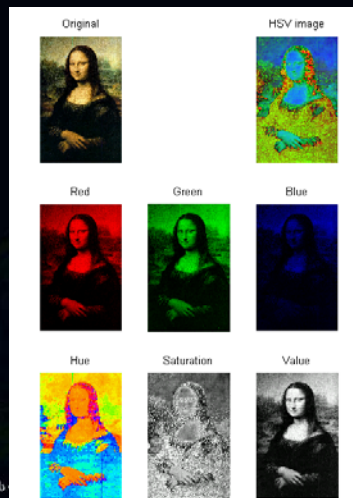 Original
HSV image
Red
Green
Blue
Hue
Saturation
Value